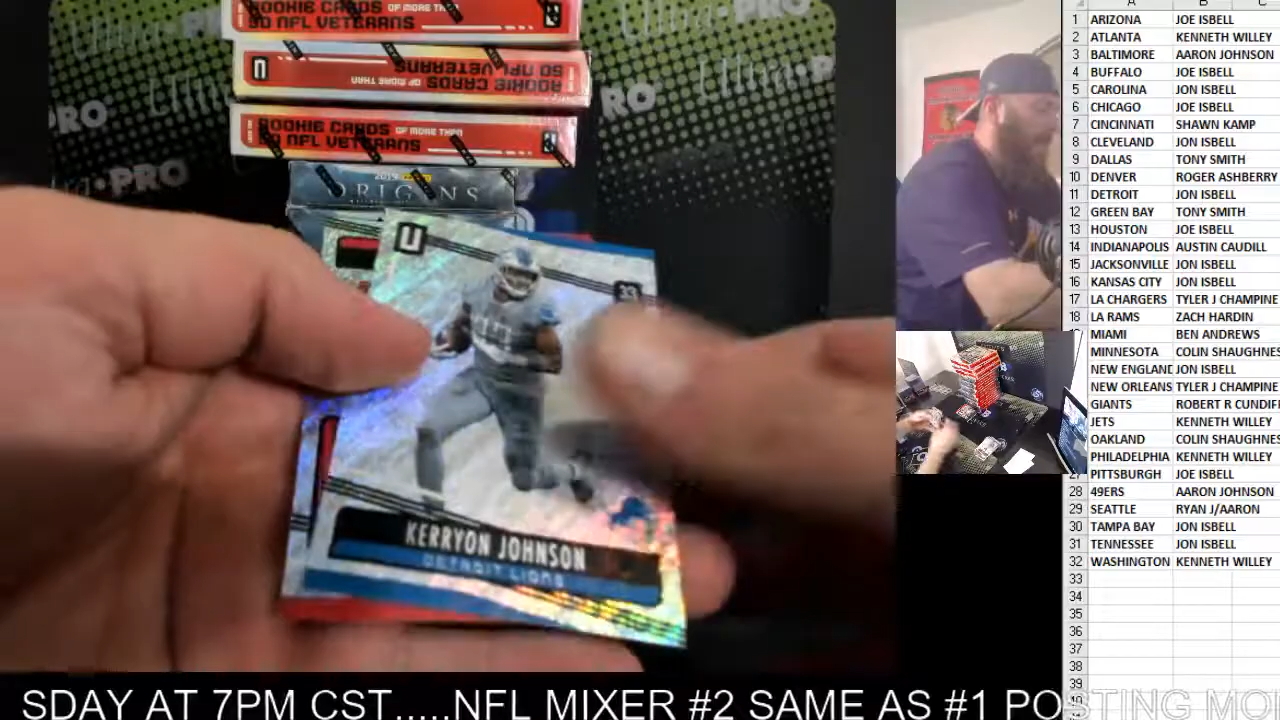 ROOKIE CARDS OF MORE THAN
50 NFL VETERANS
ROOKIE CARDS OF MORE THAN
50 NFL VETERANS
U
ROOKIE CARDS OF MORE THAN
50 NFL VETERANS
PRO
PRO
PRO
2019
ORIGINS
U
33
KERRYON JOHNSON
DETROIT LIONS
A B C
1 ARIZONA JOE ISBELL
2 ATLANTA KENNETH WILLEY
3 BALTIMORE AARON JOHNSON
4 BUFFALO JOE ISBELL
5 CAROLINA JON ISBELL
6 CHICAGO JOE ISBELL
7 CINCINNATI SHAWN KAMP
8 CLEVELAND JON ISBELL
9 DALLAS TONY SMITH
10 DENVER ROGER ASHBERRY
11 DETROIT JON ISBELL
12 GREEN BAY TONY SMITH
13 HOUSTON JOE ISBELL
14 INDIANAPOLIS AUSTIN CAUDILL
15 JACKSONVILLE JON ISBELL
16 KANSAS CITY JON ISBELL
17 LA CHARGERS TYLER J CHAMPINE
18 LA RAMS ZACH HARDIN
MIAMI BEN ANDREWS
MINNESOTA COLIN SHAUGHNES
NEW ENGLAND JON ISBELL
NEW ORLEANS TYLER J CHAMPINE
GIANTS ROBERT R CUNDIF
JETS KENNETH WILLEY
OAKLAND COLIN SHAUGHNES
PHILADELPHIA KENNETH WILLEY
PITTSBURGH JOE ISBELL
28 49ERS AARON JOHNSON
29 SEATTLE RYAN J/AARON
30 TAMPA BAY JON ISBELL
31 TENNESSEE JON ISBELL
32 WASHINGTON KENNETH WILLEY
33
34
35
36
37
38
39
SDAY AT 7PM CST .....NFL MIXER #2 SAME AS #1 POSTING MO